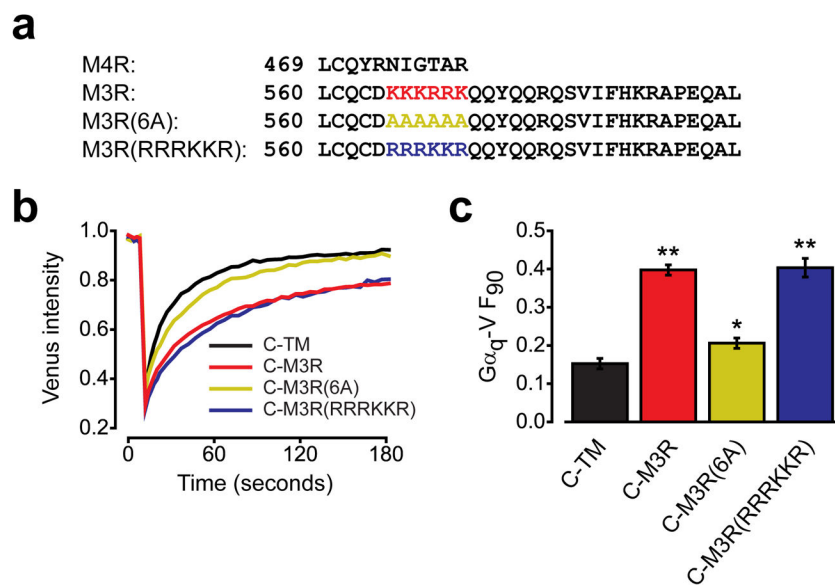 a
M4R: 469 LCQYRNIGTAR
M3R: 560 LCQCDKKKRRKQQYQQRQSVIFHKRAPEQAL
M3R(6A): 560 LCQCDAAAAAAQQYQQRQSVIFHKRAPEQAL
M3R(RRRKKR): 560 LCQCDRRRKKRQQYQQRQSVIFHKRAPEQAL
b
Venus intensity
1.0
0.8
0.6
0.4
0.2
C-TM
C-M3R
C-M3R(6A)
C-M3R(RRRKKR)
0 60 120 180
Time (seconds)
c
Gαq-V F90
0.5
0.4
0.3
0.2
0.1
0.0
**
*
**
C-TM
C-M3R
C-M3R(6A)
C-M3R(RRRKKR)